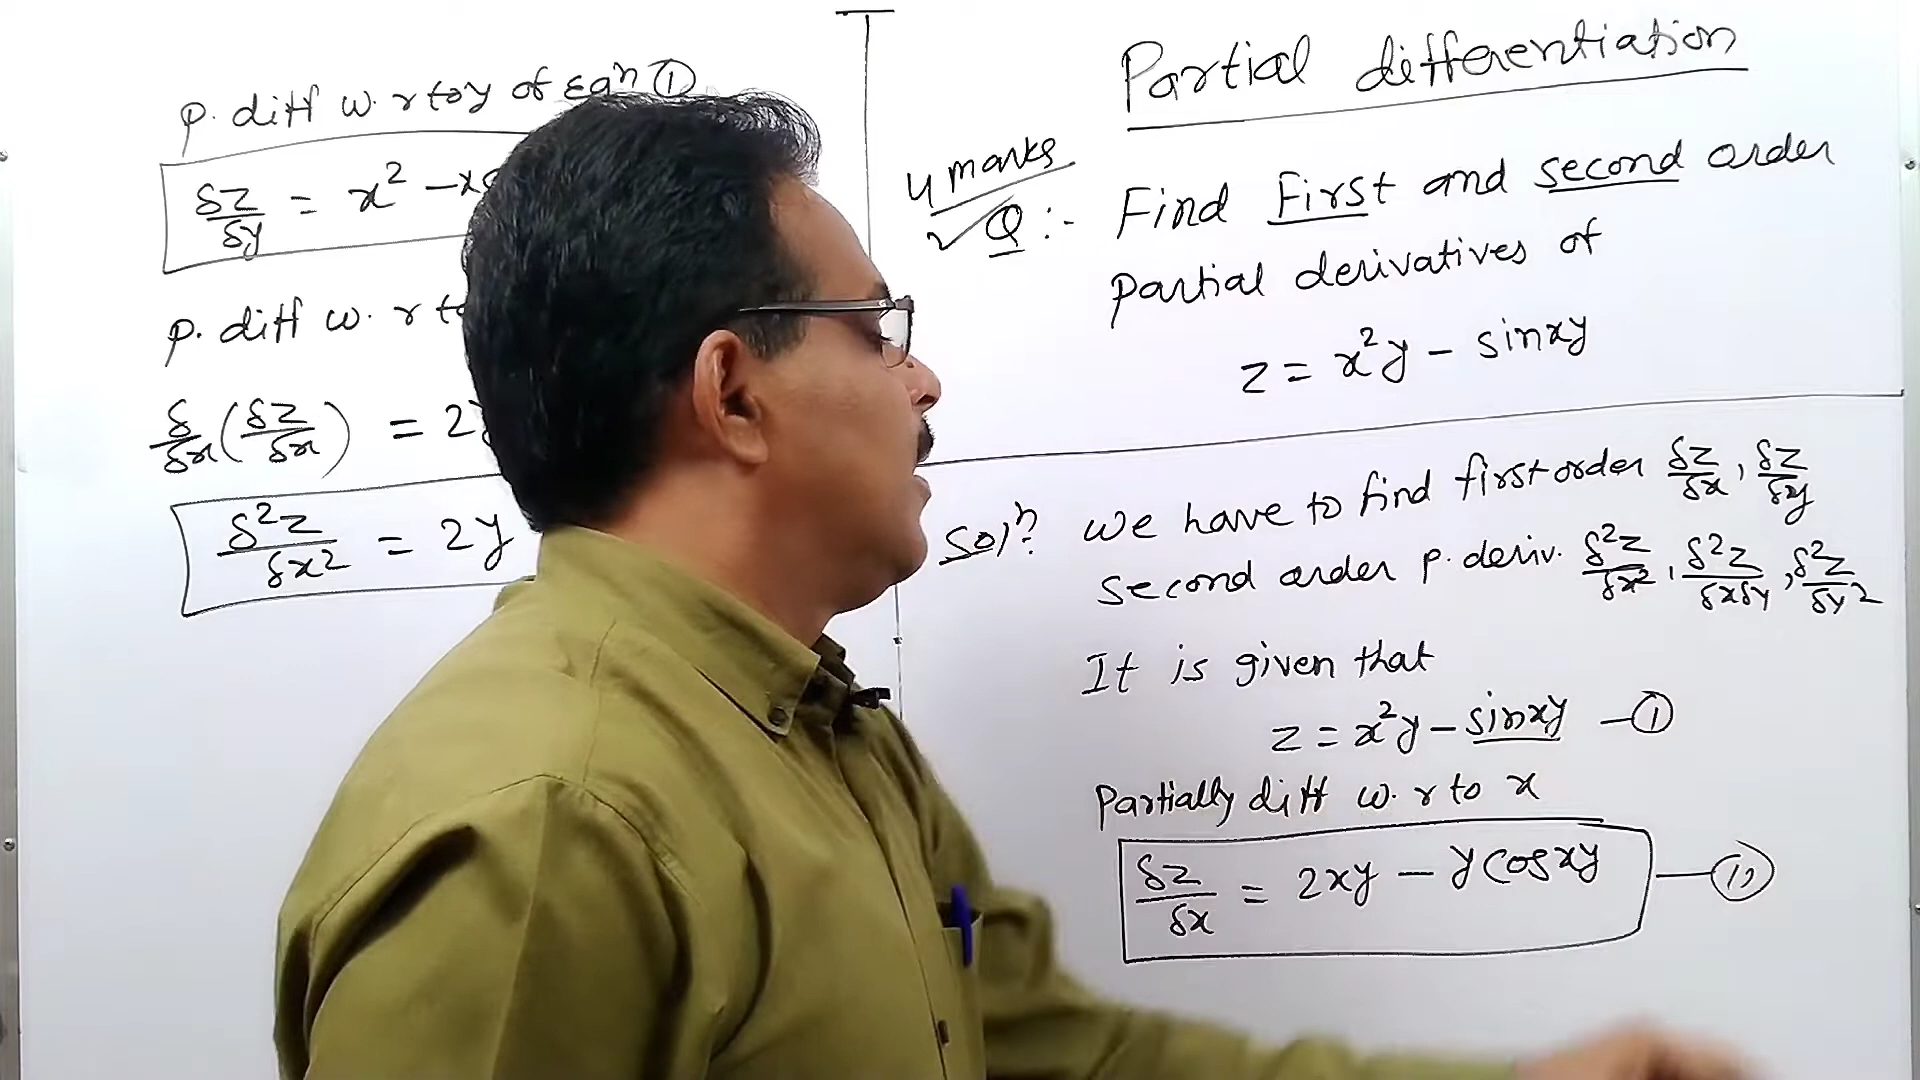 Partial differentiation
4 marks
Q :- Find First and second order
partial derivatives of
z = x²y - sinxy
Solⁿ: we have to find first order δz/δx, δz/δy
second order p. deriv. δ²z/δx², δ²z/δxδy, δ²z/δy²
It is given that
z = x²y - sinxy - ①
Partially diff w. r to x
δz/δx = 2xy - y cosxy
p. diff w. r to y of eqⁿ ①
δz/δy = x² - x
p. diff w. r to
δ/δx (δz/δx) = 2
δ²z/δx² = 2y